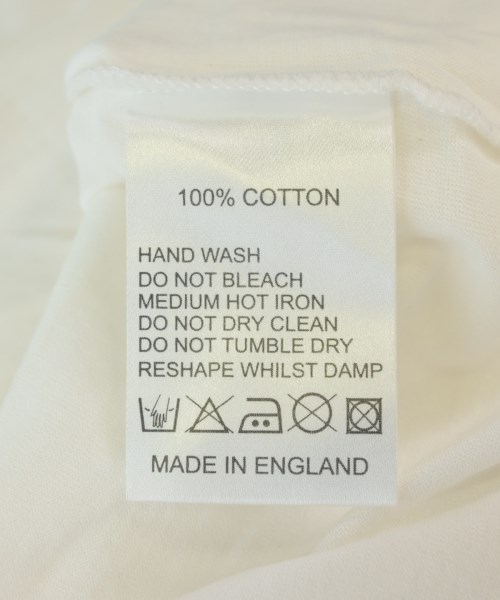 100% COTTON
HAND WASH
DO NOT BLEACH
MEDIUM HOT IRON
DO NOT DRY CLEAN
DO NOT TUMBLE DRY
RESHAPE WHILST DAMP
MADE IN ENGLAND